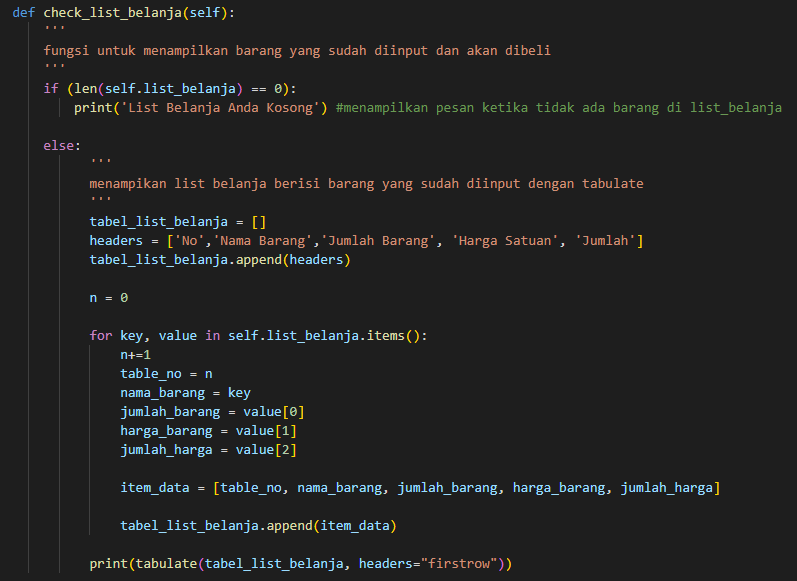 def check_list_belanja(self):
'''
fungsi untuk menampilkan barang yang sudah diinput dan akan dibeli
'''
if (len(self.list_belanja) == 0):
print('List Belanja Anda Kosong') #menampilkan pesan ketika tidak ada barang di list_belanja
else:
'''
menampikan list belanja berisi barang yang sudah diinput dengan tabulate
'''
tabel_list_belanja = []
headers = ['No','Nama Barang','Jumlah Barang', 'Harga Satuan', 'Jumlah']
tabel_list_belanja.append(headers)
n = 0
for key, value in self.list_belanja.items():
n+=1
table_no = n
nama_barang = key
jumlah_barang = value[0]
harga_barang = value[1]
jumlah_harga = value[2]
item_data = [table_no, nama_barang, jumlah_barang, harga_barang, jumlah_harga]
tabel_list_belanja.append(item_data)
print(tabulate(tabel_list_belanja, headers="firstrow"))